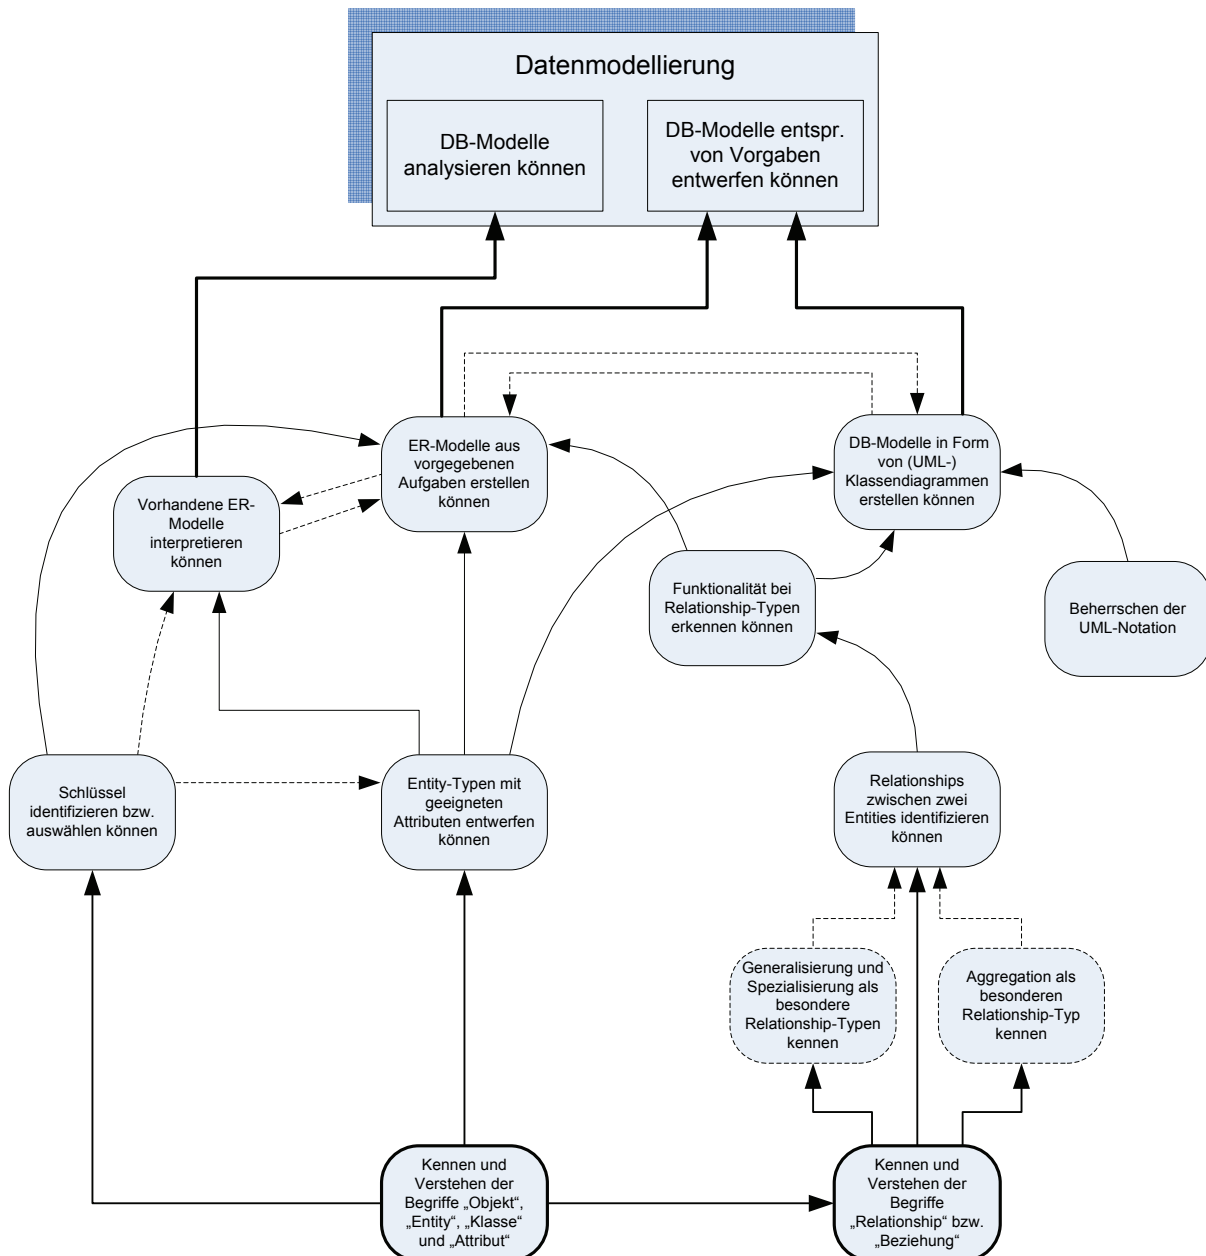 Datenmodellierung
DB-Modelle
analysieren können
DB-Modelle entspr.
von Vorgaben
entwerfen können
ER-Modelle aus
vorgegebenen
Aufgaben erstellen
können
DB-Modelle in Form
von (UML-)
Klassendiagrammen
erstellen können
Vorhandene ER-
Modelle
interpretieren
können
Funktionalität bei
Relationship-Typen
erkennen können
Beherrschen der
UML-Notation
Schlüssel
identifizieren bzw.
auswählen können
Entity-Typen mit
geeigneten
Attributen entwerfen
können
Relationships
zwischen zwei
Entities identifizieren
können
Generalisierung und
Spezialisierung als
besondere
Relationship-Typen
kennen
Aggregation als
besonderen
Relationship-Typ
kennen
Kennen und
Verstehen der
Begriffe „Objekt“,
„Entity“, „Klasse“
und „Attribut“
Kennen und
Verstehen der
Begriffe
„Relationship“ bzw.
„Beziehung“